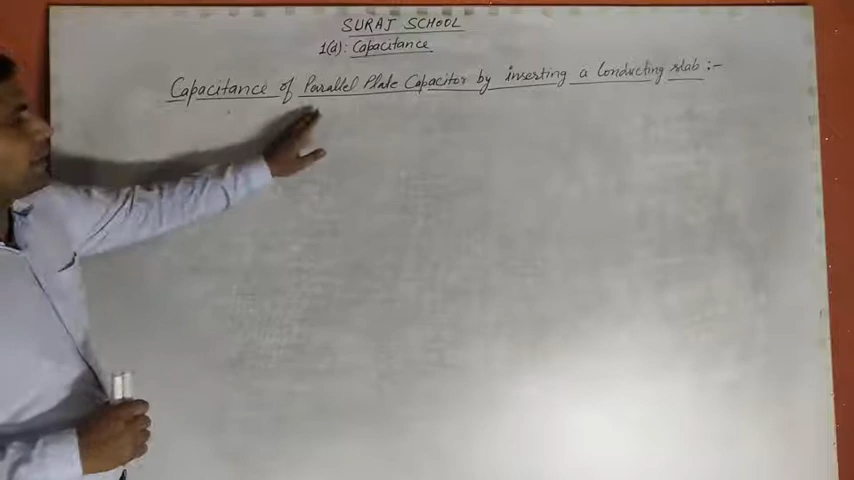 SURAJ SCHOOL
1(d): Capacitance
Capacitance of Parallel Plate Capacitor by inserting a Conducting slab :-